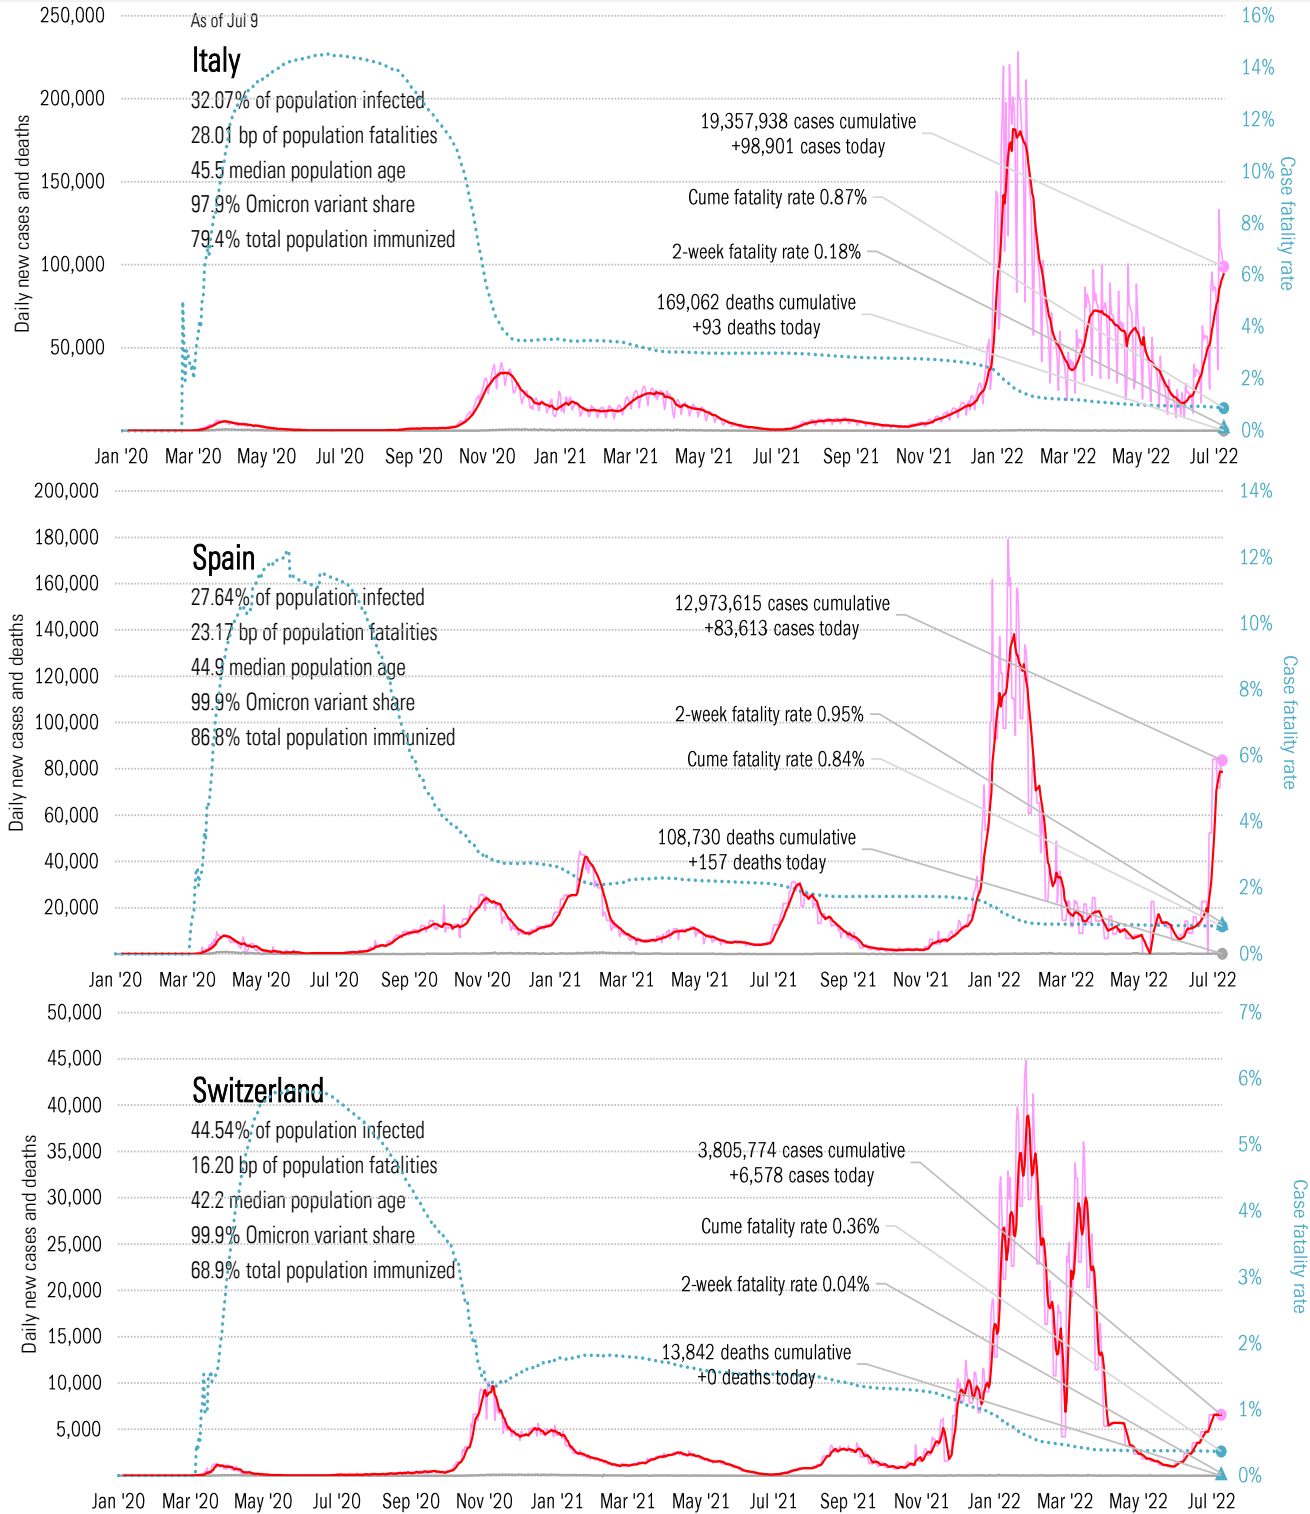 250,000
As of Jul 9
16%
Italy
14%
32.07% of population infected
200,000
12%
28.01 bp of population fatalities
19,357,938 cases cumulative
+98,901 cases today
45.5 median population age
150,000
10%
97.9% Omicron variant share
Cume fatality rate 0.87%
8%
79.4% total population immunized
2-week fatality rate 0.18%
100,000
6%
169,062 deaths cumulative
+93 deaths today
4%
50,000
2%
0%
Daily new cases and deaths
Case fatality rate
Jan '20 Mar '20 May '20 Jul '20 Sep '20 Nov '20 Jan '21 Mar '21 May '21 Jul '21 Sep '21 Nov '21 Jan '22 Mar '22 May '22 Jul '22
200,000
14%
180,000
Spain
12%
160,000
27.64% of population infected
12,973,615 cases cumulative
+83,613 cases today
140,000
23.17 bp of population fatalities
10%
120,000
44.9 median population age
8%
99.9% Omicron variant share
2-week fatality rate 0.95%
100,000
86.8% total population immunized
Cume fatality rate 0.84%
6%
80,000
60,000
4%
108,730 deaths cumulative
+157 deaths today
40,000
2%
20,000
0%
Daily new cases and deaths
Case fatality rate
Jan '20 Mar '20 May '20 Jul '20 Sep '20 Nov '20 Jan '21 Mar '21 May '21 Jul '21 Sep '21 Nov '21 Jan '22 Mar '22 May '22 Jul '22
50,000
7%
45,000
Switzerland
6%
40,000
44.54% of population infected
35,000
5%
3,805,774 cases cumulative
+6,578 cases today
16.20 bp of population fatalities
30,000
42.2 median population age
4%
99.9% Omicron variant share
Cume fatality rate 0.36%
25,000
68.9% total population immunized
3%
2-week fatality rate 0.04%
20,000
15,000
2%
13,842 deaths cumulative
+0 deaths today
10,000
1%
5,000
0%
Daily new cases and deaths
Case fatality rate
Jan '20 Mar '20 May '20 Jul '20 Sep '20 Nov '20 Jan '21 Mar '21 May '21 Jul '21 Sep '21 Nov '21 Jan '22 Mar '22 May '22 Jul '22